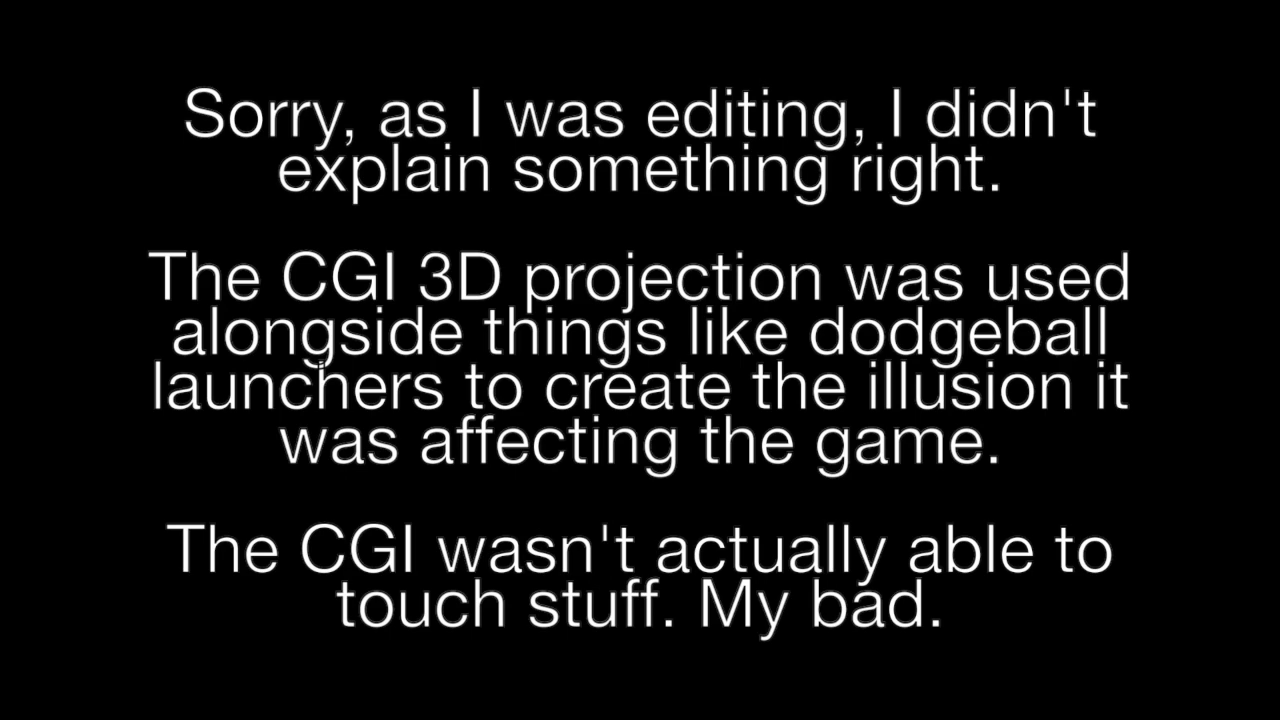 Sorry, as I was editing, I didn't
explain something right.
The CGI 3D projection was used
alongside things like dodgeball
launchers to create the illusion it
was affecting the game.
The CGI wasn't actually able to
touch stuff. My bad.